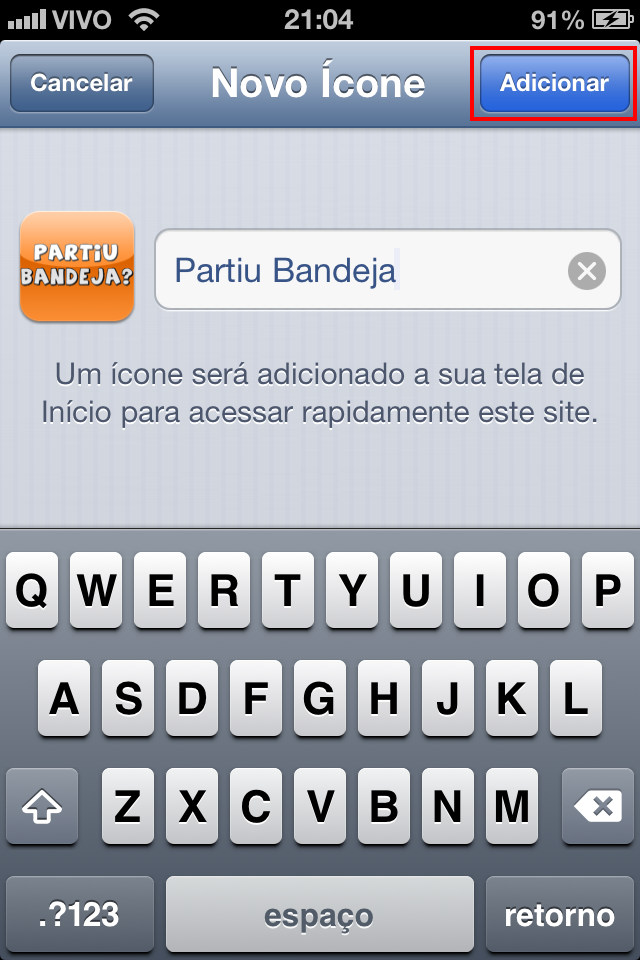 VIVO 21:04 91%
Cancelar Novo Ícone Adicionar
PARTiU
BANDEJA?
Partiu Bandeja
Um ícone será adicionado a sua tela de
Início para acessar rapidamente este site.
Q W E R T Y U I O P
A S D F G H J K L
Z X C V B N M
.?123 espaço retorno